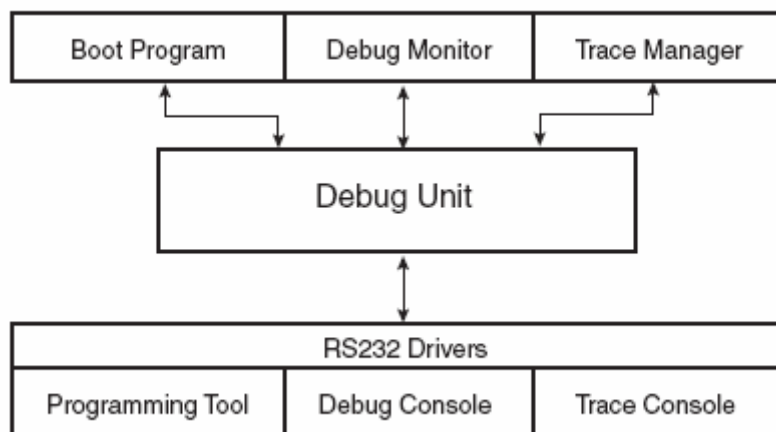 Boot Program
Debug Monitor
Trace Manager
Debug Unit
RS232 Drivers
Programming Tool
Debug Console
Trace Console